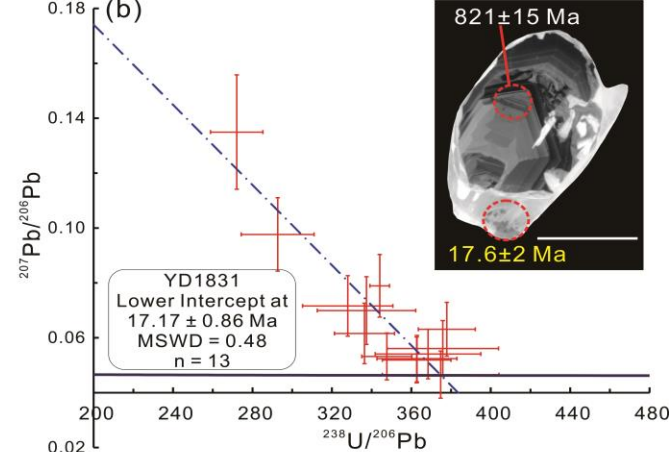 0.18
(b)
0.14
0.10
0.06
0.02
²⁰⁷Pb/²⁰⁶Pb
821±15 Ma
17.6±2 Ma
YD1831
Lower Intercept at
17.17 ± 0.86 Ma
MSWD = 0.48
n = 13
200 240 280 320 360 400 440 480
²³⁸U/²⁰⁶Pb